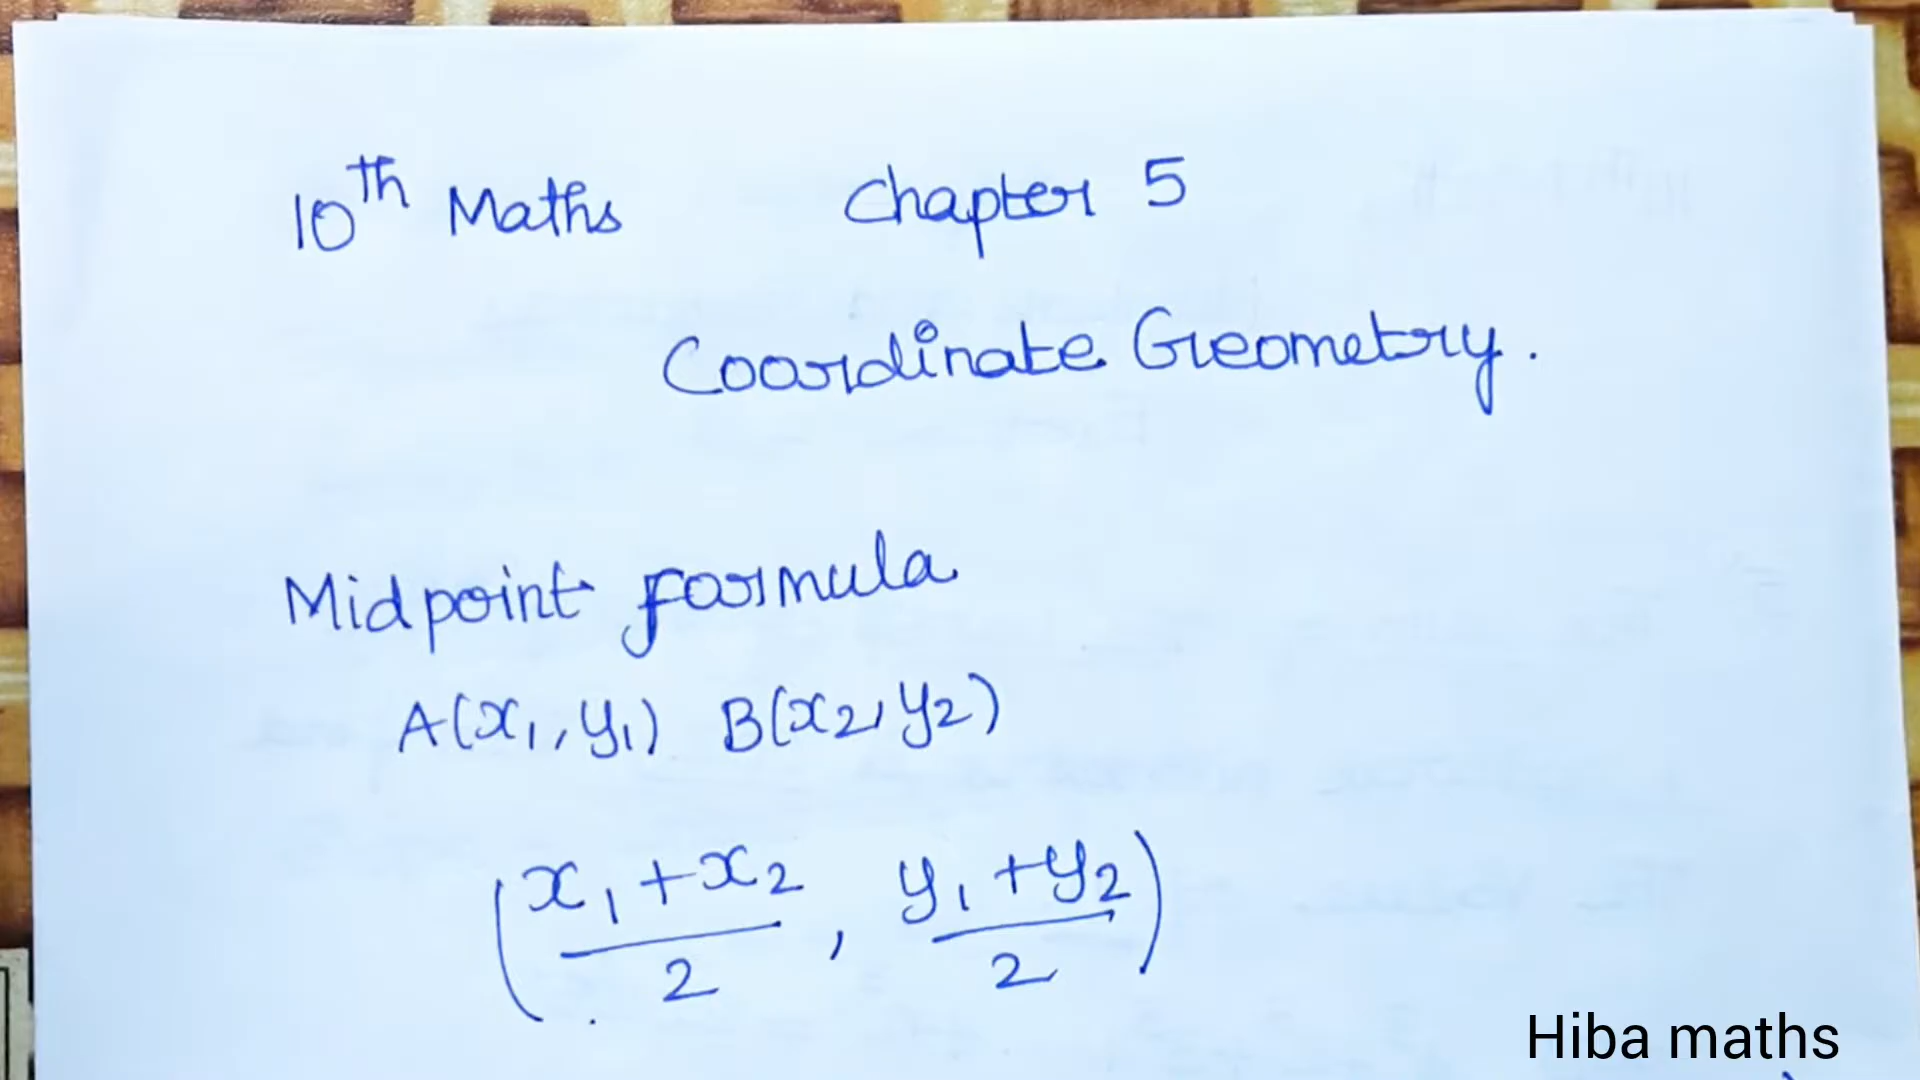 10th Maths Chapter 5
Coordinate Geometry.
Midpoint formula
A(x₁, y₁) B(x₂, y₂)
(x₁+x₂/2, y₁+y₂/2)
Hiba maths